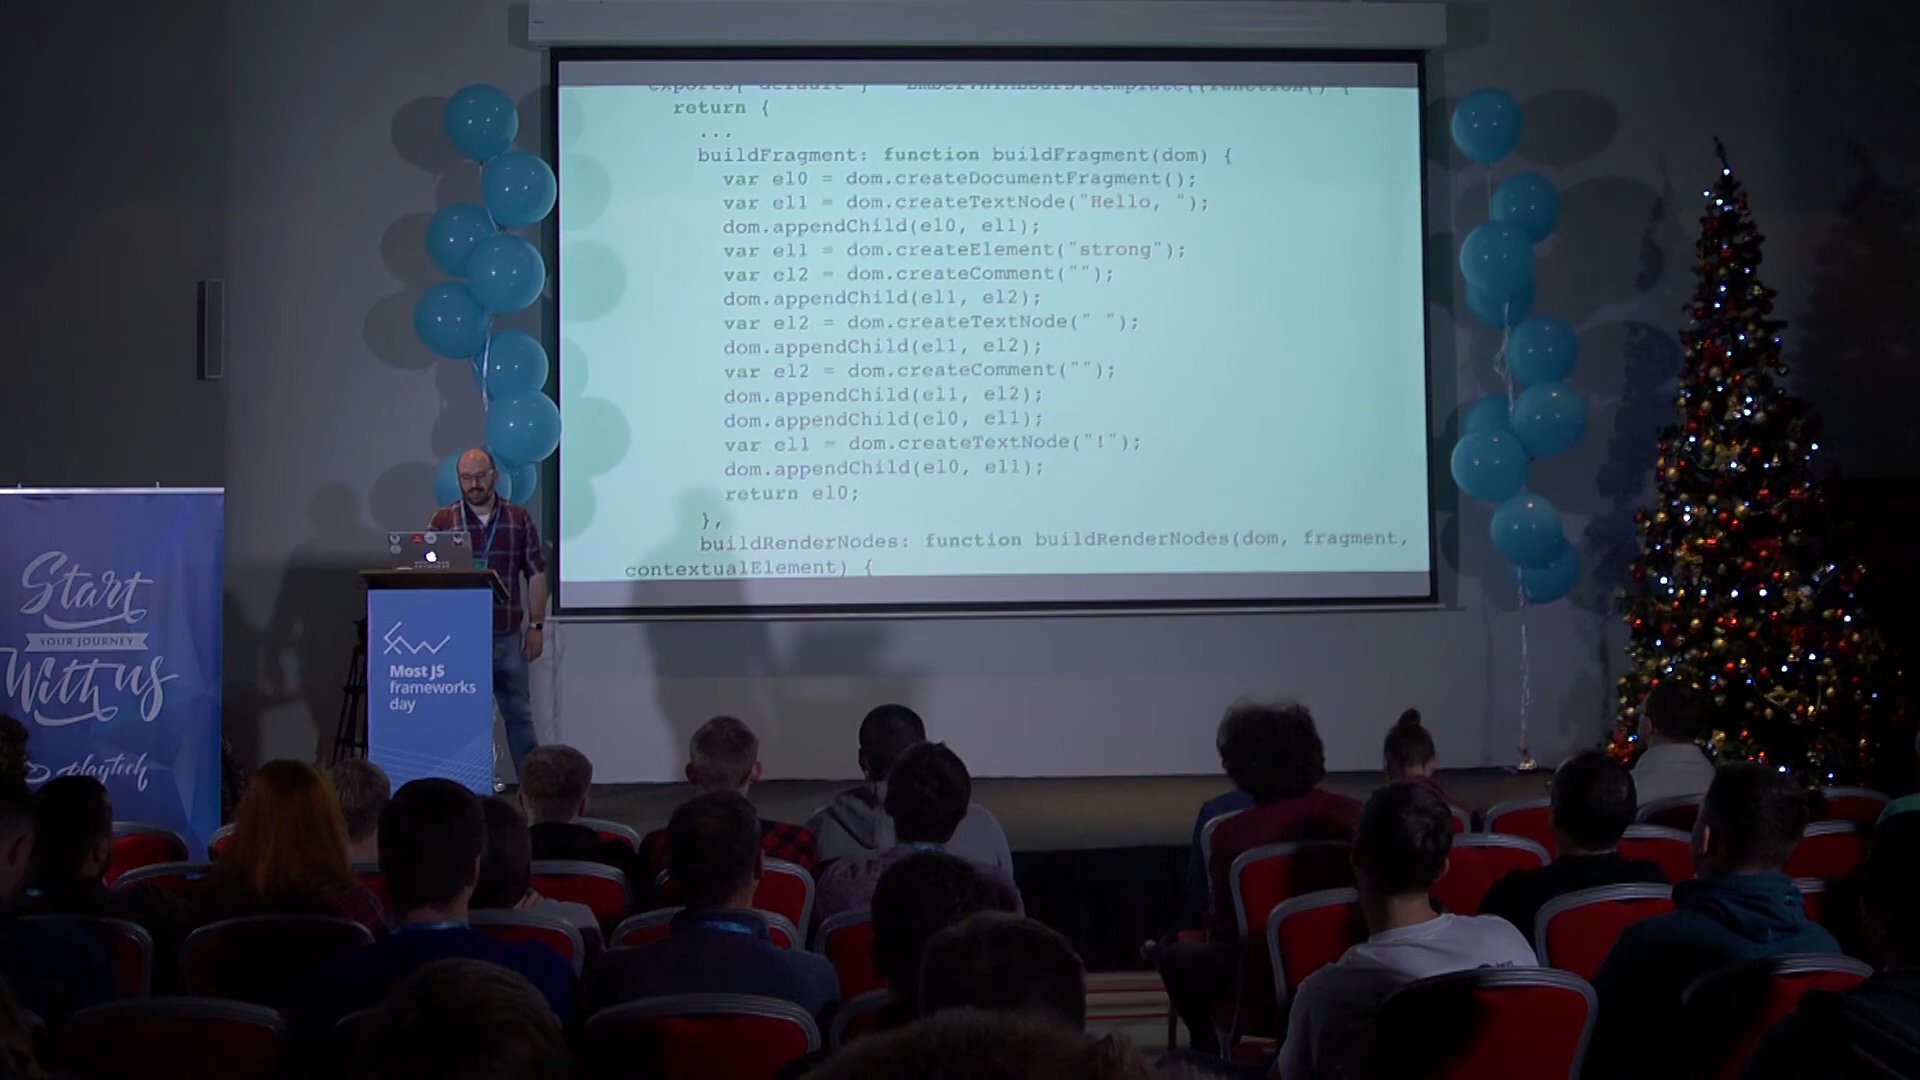 return {
...
buildFragment: function buildFragment(dom) {
var el0 = dom.createDocumentFragment();
var el1 = dom.createTextNode("Hello, ");
dom.appendChild(el0, el1);
var el1 = dom.createElement("strong");
var el2 = dom.createComment("");
dom.appendChild(el1, el2);
var el2 = dom.createTextNode(" ");
dom.appendChild(el1, el2);
var el2 = dom.createComment("");
dom.appendChild(el1, el2);
dom.appendChild(el0, el1);
var el1 = dom.createTextNode("!");
dom.appendChild(el0, el1);
return el0;
},
buildRenderNodes: function buildRenderNodes(dom, fragment,
contextualElement) {
Start
YOUR JOURNEY
With us
playtech
Most JS
frameworks
day